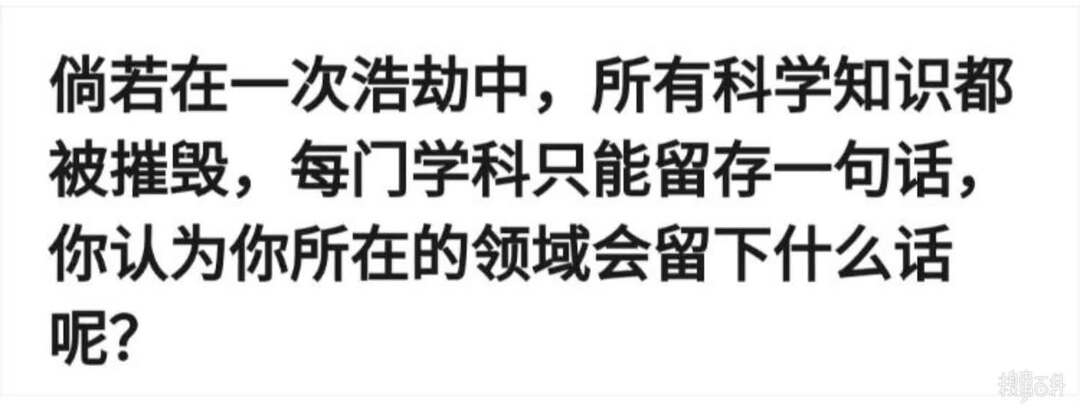 倘若在一次浩劫中，所有科学知识都
被摧毁，每门学科只能留存一句话，
你认为你所在的领域会留下什么话
呢？